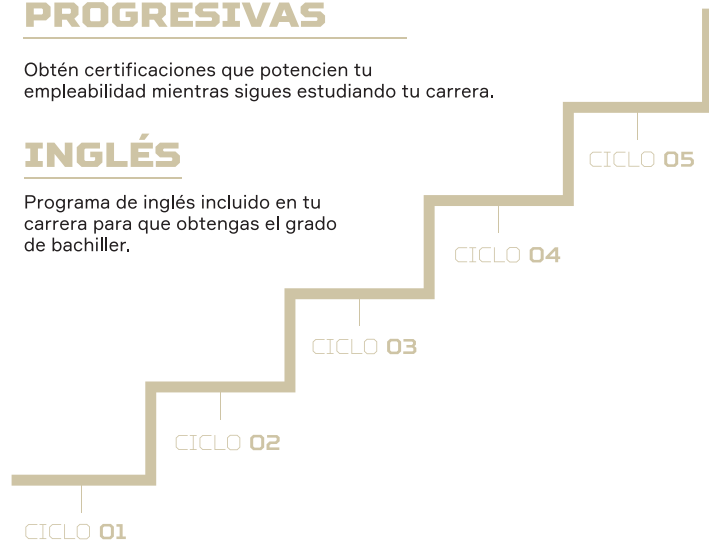 PROGRESIVAS
Obtén certificaciones que potencien tu
empleabilidad mientras sigues estudiando tu carrera.
INGLÉS
Programa de inglés incluido en tu
carrera para que obtengas el grado
de bachiller.
CICLO 05
CICLO 04
CICLO 03
CICLO 02
CICLO 01